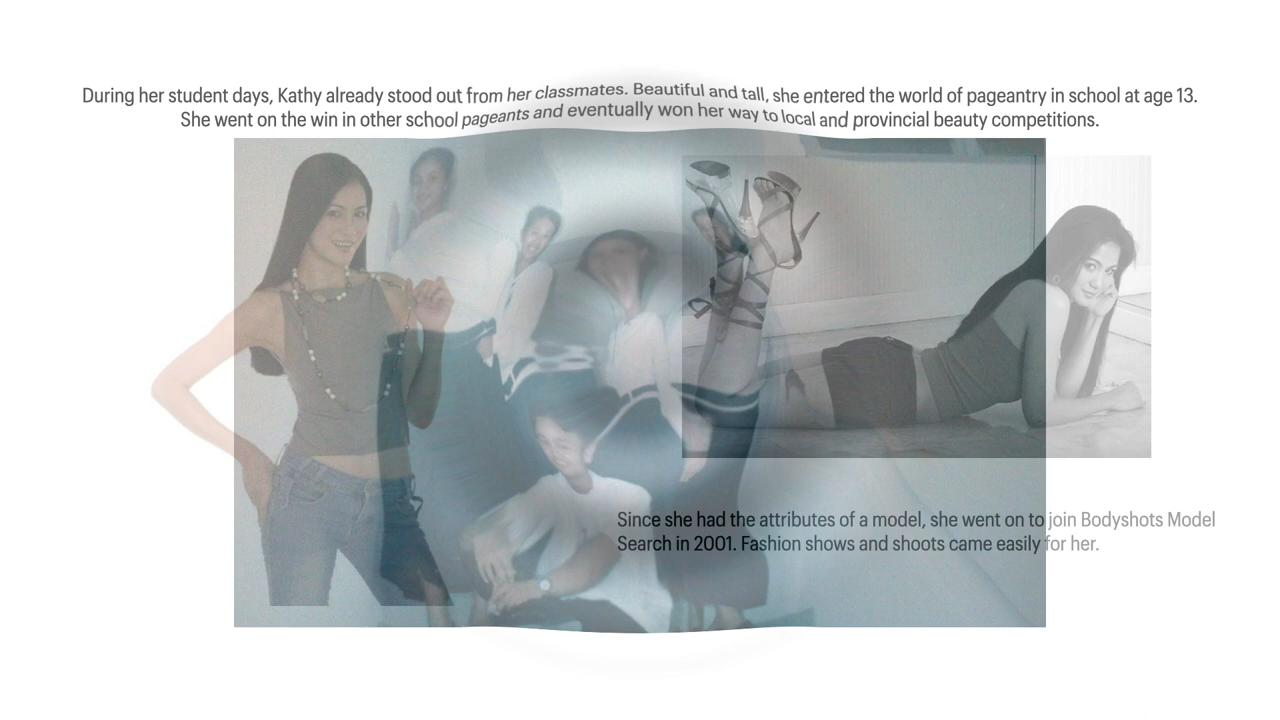 During her student days, Kathy already stood out from her classmates. Beautiful and tall, she entered the world of pageantry in school at age 13.
She went on the win in other school pageants and eventually won her way to local and provincial beauty competitions.
Since she had the attributes of a model, she went on to join Bodyshots Model
Search in 2001. Fashion shows and shoots came easily for her.